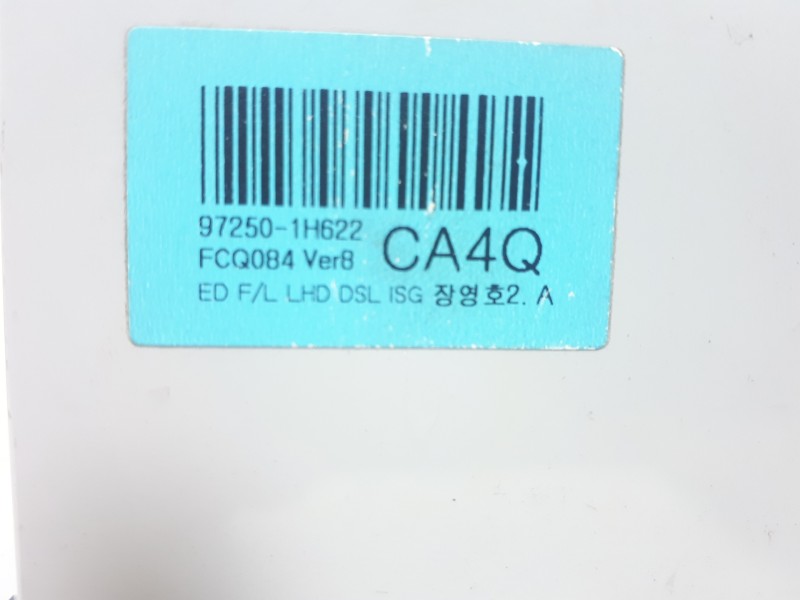 97250-1H622
FCQ084 Ver8 CA4Q
ED F/L LHD DSL ISG 장영호2. A